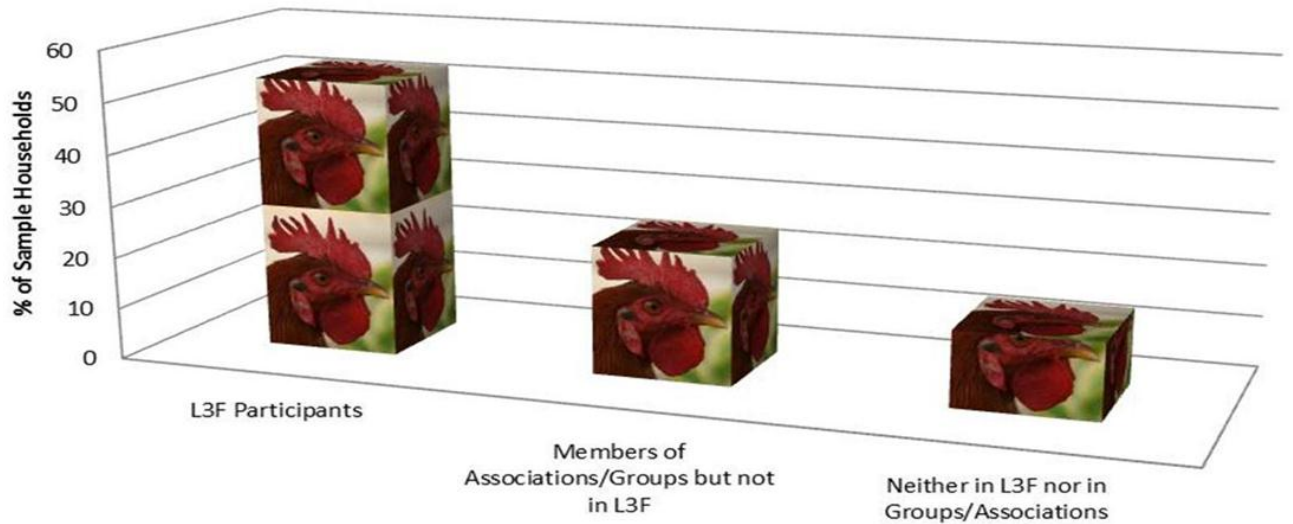 60
50
40
30
20
10
0
% of Sample Households
L3F Participants
Members of
Associations/Groups but not
in L3F
Neither in L3F nor in
Groups/Associations